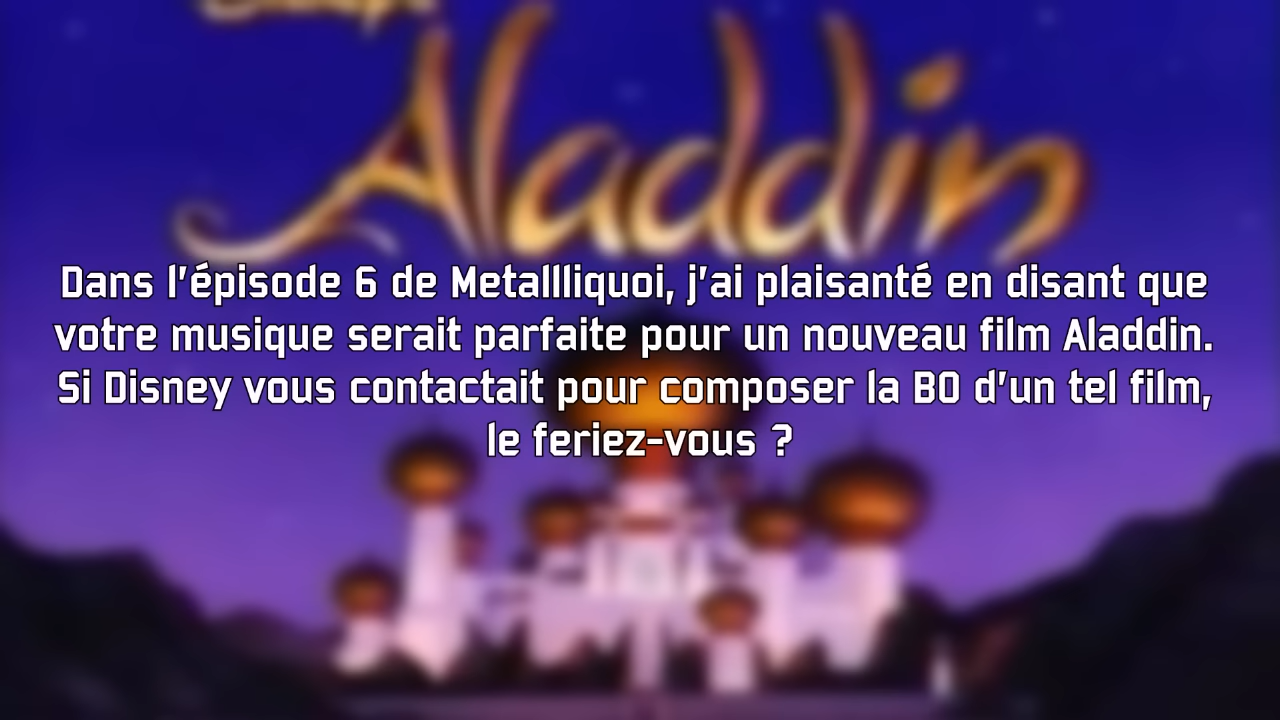 Disney's
Aladdin
Dans l'épisode 6 de Metallliquoi, j'ai plaisanté en disant que
votre musique serait parfaite pour un nouveau film Aladdin.
Si Disney vous contactait pour composer la BO d'un tel film,
le feriez-vous ?